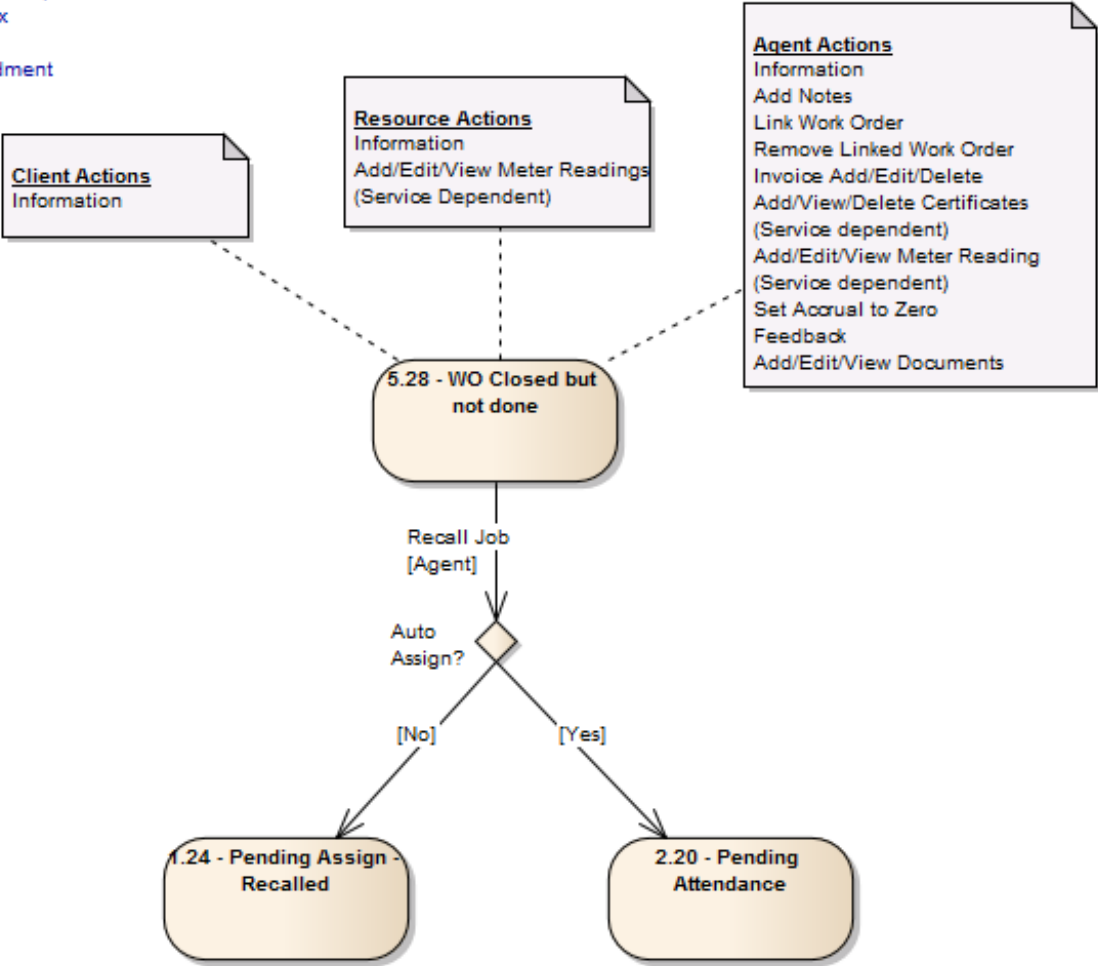 x
dment
Client Actions
Information
Resource Actions
Information
Add/Edit/View Meter Readings
(Service Dependent)
Agent Actions
Information
Add Notes
Link Work Order
Remove Linked Work Order
Invoice Add/Edit/Delete
Add/View/Delete Certificates
(Service dependent)
Add/Edit/View Meter Reading
(Service dependent)
Set Accrual to Zero
Feedback
Add/Edit/View Documents
5.28 - WO Closed but
not done
Recall Job
[Agent]
Auto
Assign?
[No]
[Yes]
1.24 - Pending Assign -
Recalled
2.20 - Pending
Attendance